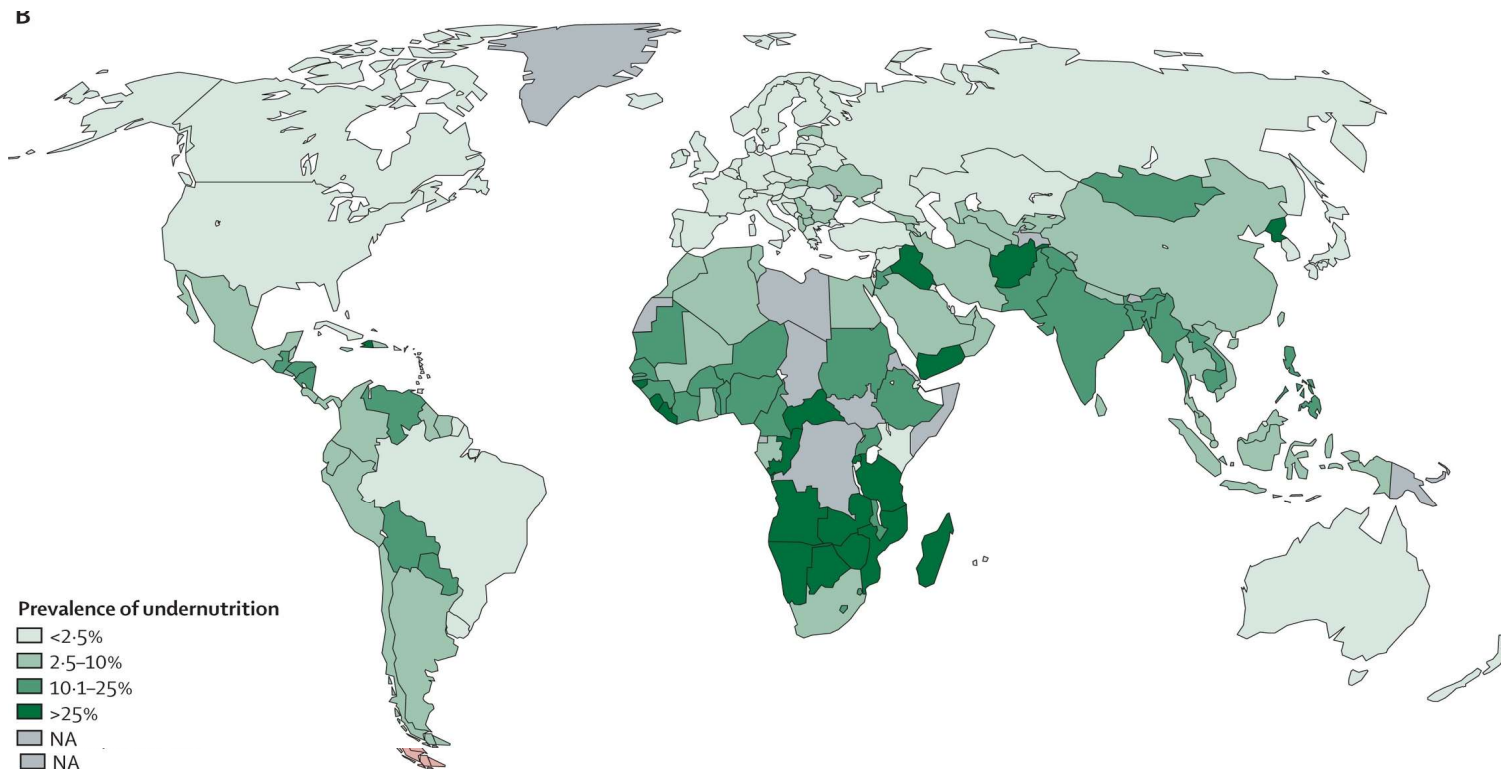 B
Prevalence of undernutrition
<2·5%
2·5–10%
10·1–25%
>25%
NA
NA